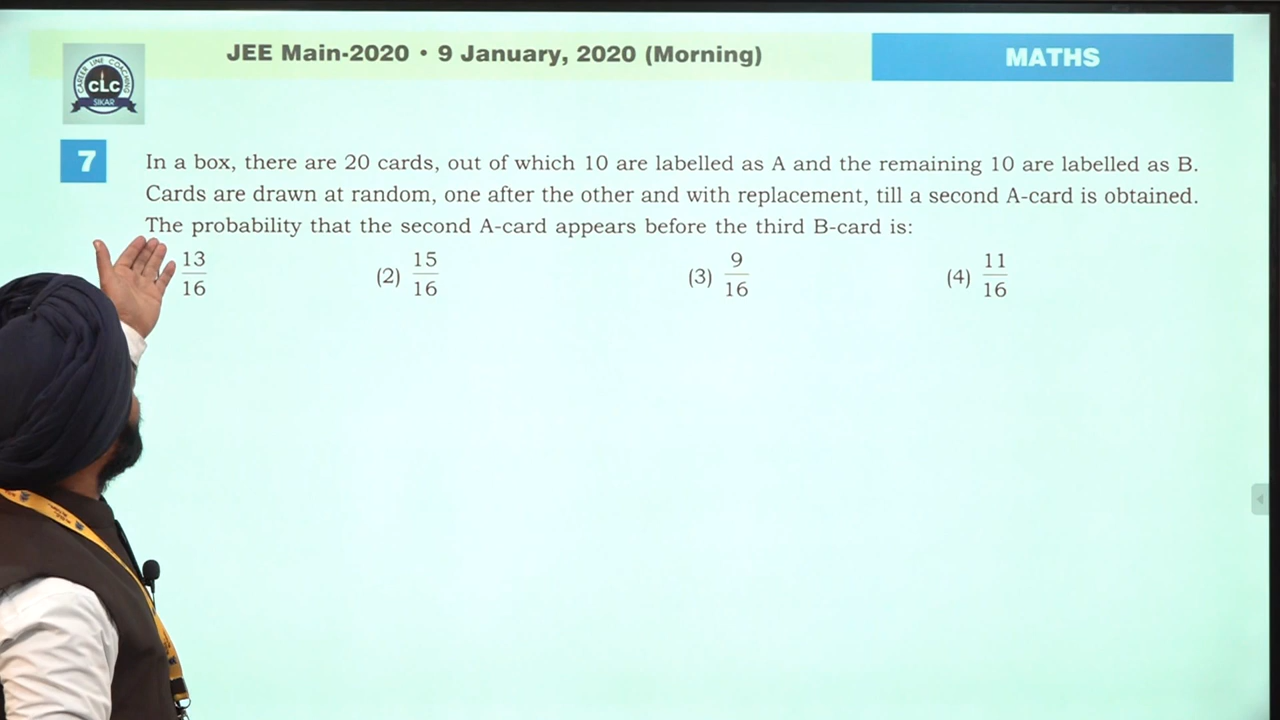 JEE Main-2020 • 9 January, 2020 (Morning)
MATHS
CAREER LINE COACHING
CLC
SIKAR
7
In a box, there are 20 cards, out of which 10 are labelled as A and the remaining 10 are labelled as B.
Cards are drawn at random, one after the other and with replacement, till a second A-card is obtained.
The probability that the second A-card appears before the third B-card is:
13/16 (2) 15/16 (3) 9/16 (4) 11/16